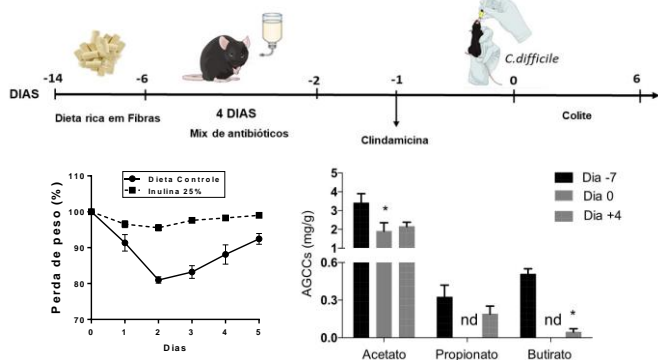 C.difficile
-14
-6
-2
-1
0
6
DIAS
Dieta rica em Fibras
4 DIAS
Mix de antibióticos
Clindamicina
Colite
Dieta Controle
Inulina 25%
Perda de peso (%)
110
100
90
80
70
0
1
2
3
4
5
Dias
Dia -7
Dia 0
Dia +4
AGCCs (mg/g)
5
4
3
2
1
0.6
0.3
0.0
*
nd
nd
*
Acetato
Propionato
Butirato